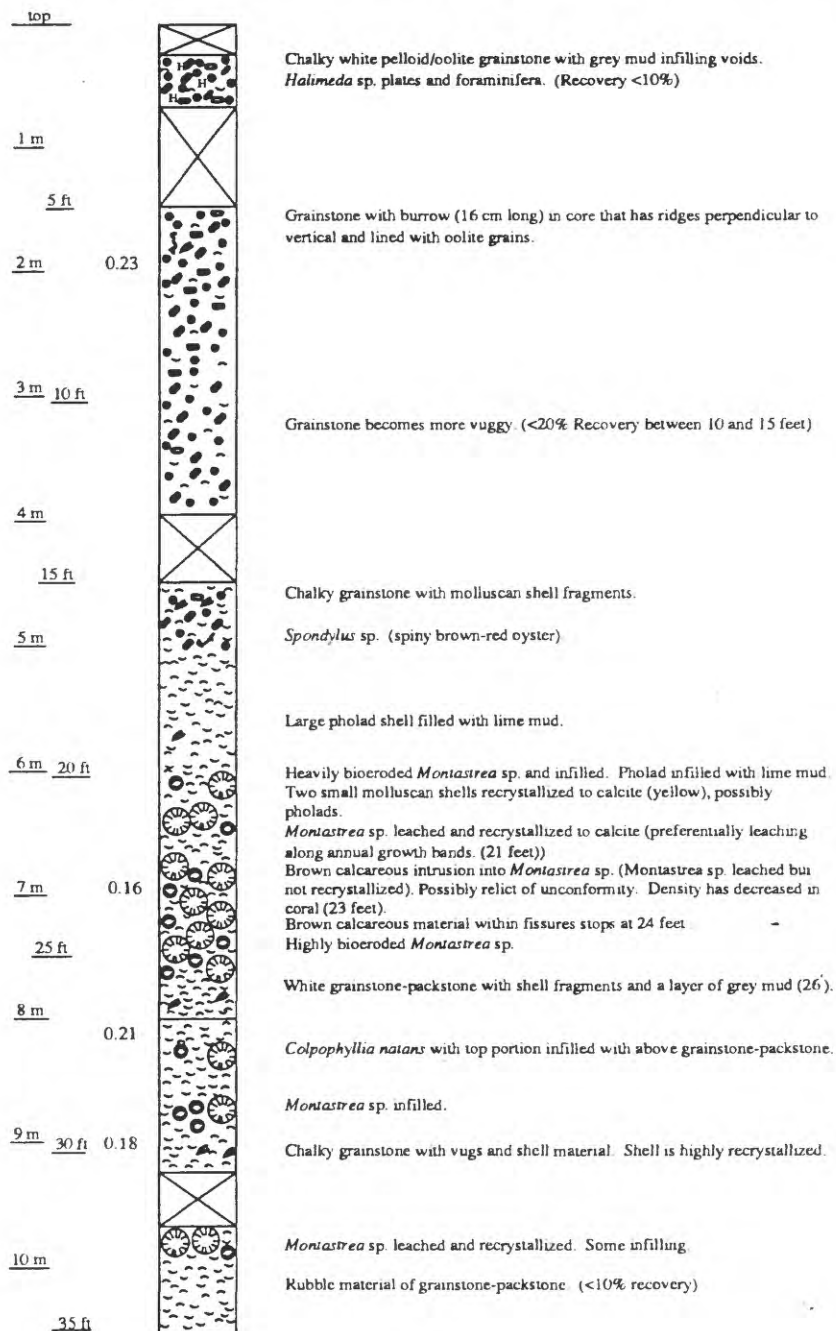 top
Chalky white pelloid/oolite grainstone with grey mud infilling voids.
H
Halimeda sp. plates and foraminifera. (Recovery <10%)
H
H
1 m
5 ft
Grainstone with burrow (16 cm long) in core that has ridges perpendicular to
vertical and lined with oolite grains.
2 m 0.23
3 m 10 ft
Grainstone becomes more vuggy. (<20% Recovery between 10 and 15 feet)
4 m
15 ft
Chalky grainstone with molluscan shell fragments.
5 m
Spondylus sp. (spiny brown-red oyster)
Large pholad shell filled with lime mud.
6 m 20 ft
Heavily bioeroded Montastrea sp. and infilled. Pholad infilled with lime mud.
Two small molluscan shells recrystallized to calcite (yellow), possibly
pholads.
Montastrea sp. leached and recrystallized to calcite (preferentially leaching
along annual growth bands. (21 feet))
Brown calcareous intrusion into Montastrea sp. (Montastrea sp. leached but
7 m 0.16
not recrystallized). Possibly relict of unconformity. Density has decreased in
coral (23 feet).
Brown calcareous material within fissures stops at 24 feet
25 ft
Highly bioeroded Montastrea sp.
White grainstone-packstone with shell fragments and a layer of grey mud (26').
8 m
0.21
Colpophyllia natans with top portion infilled with above grainstone-packstone.
Montastrea sp. infilled.
9 m 30 ft 0.18
Chalky grainstone with vugs and shell material. Shell is highly recrystallized.
Montastrea sp. leached and recrystallized. Some infilling.
10 m
Rubble material of grainstone-packstone. (<10% recovery)
35 ft